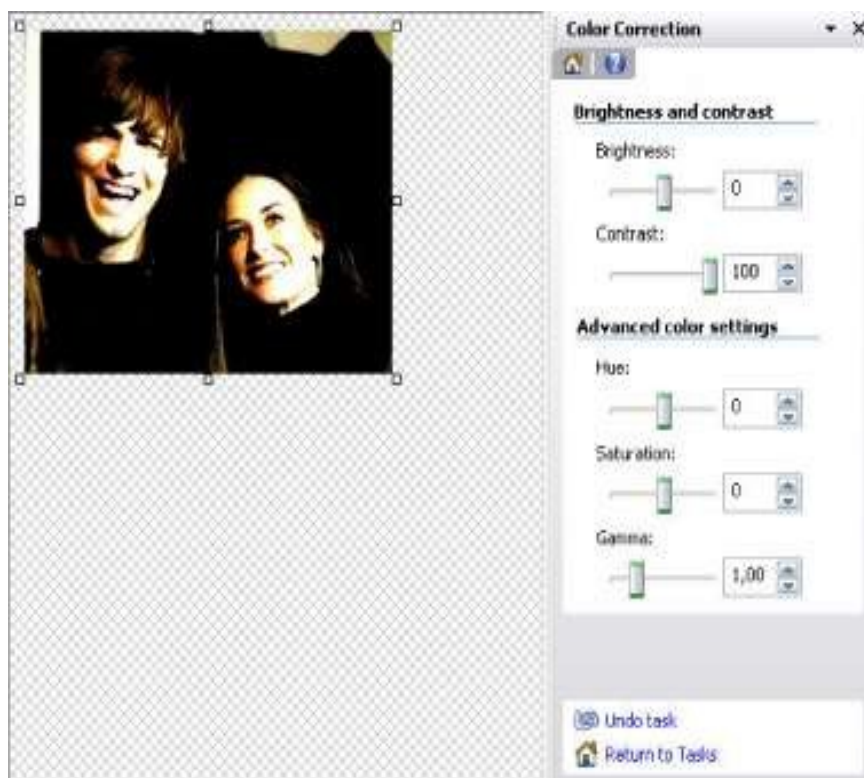 Color Correction
Brightness and contrast
Brightness:
0
Contrast:
100
Advanced color settings
Hue:
0
Saturation:
0
Gamma:
1,00
Undo task
Return to Tasks